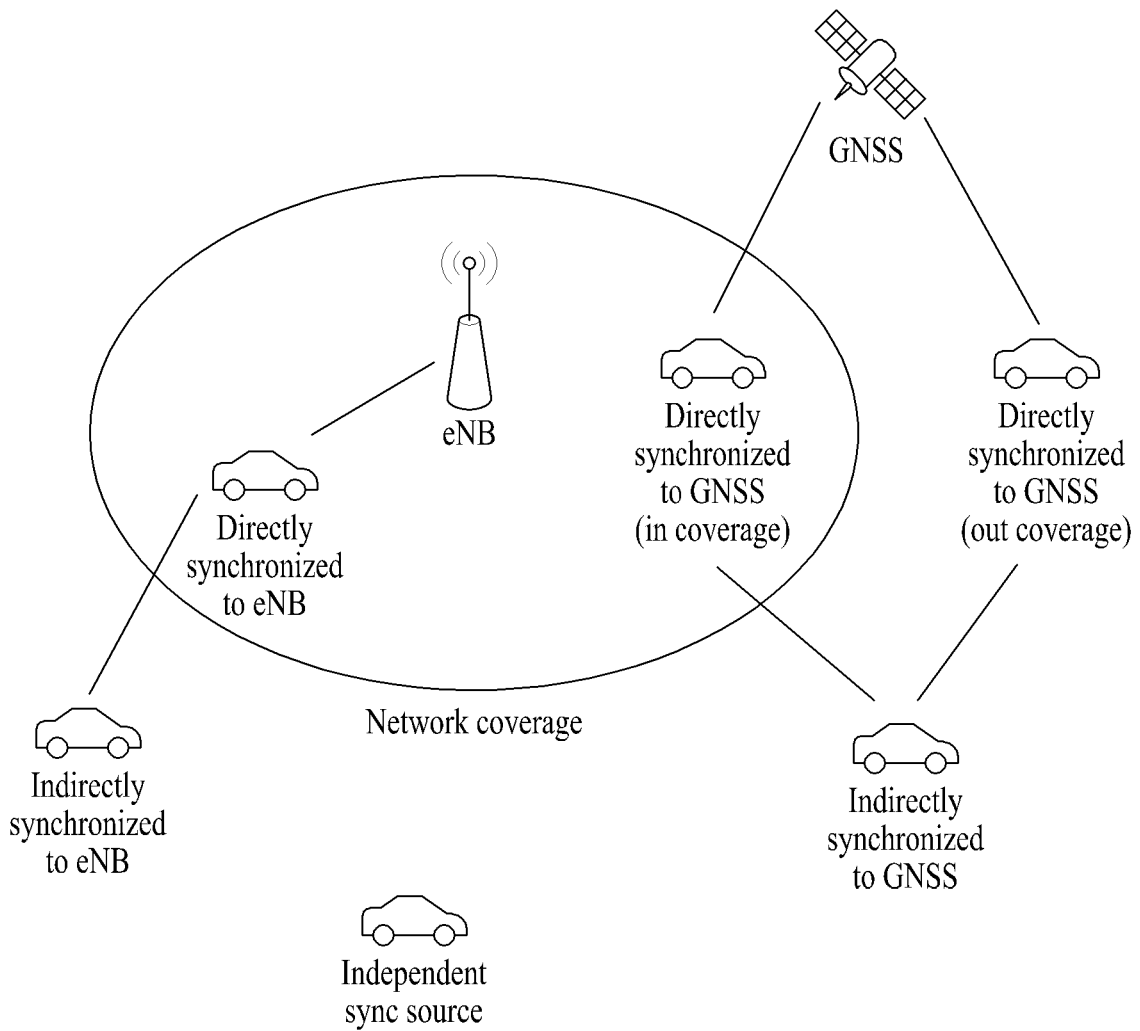 GNSS
eNB
Directly
synchronized
to GNSS
(in coverage)
Directly
synchronized
to GNSS
(out coverage)
Directly
synchronized
to eNB
Network coverage
Indirectly
synchronized
to eNB
Indirectly
synchronized
to GNSS
Independent
sync source